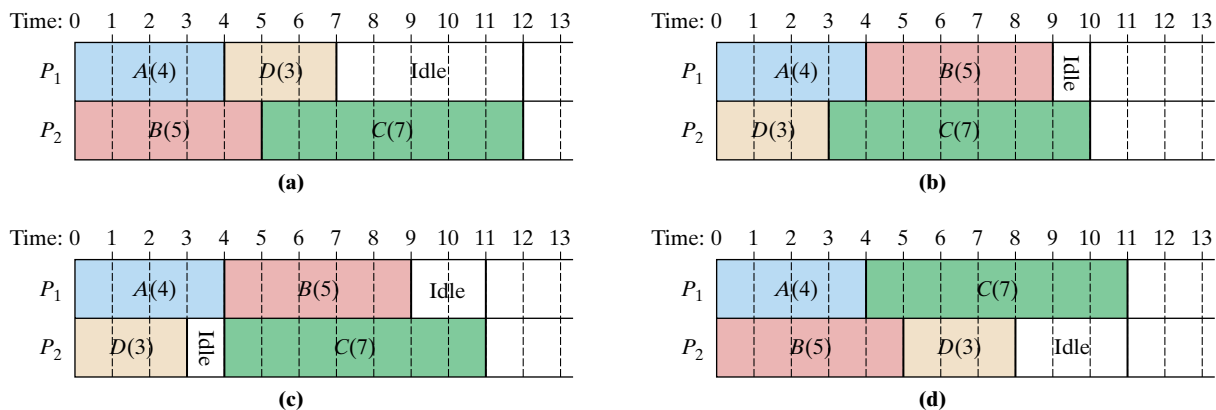 Time: 0 1 2 3 4 5 6 7 8 9 10 11 12 13
P1 A(4) D(3) Idle
P2 B(5) C(7)
(a)
Time: 0 1 2 3 4 5 6 7 8 9 10 11 12 13
P1 A(4) B(5) Idle
P2 D(3) C(7)
(b)
Time: 0 1 2 3 4 5 6 7 8 9 10 11 12 13
P1 A(4) B(5) Idle
P2 D(3) Idle C(7)
(c)
Time: 0 1 2 3 4 5 6 7 8 9 10 11 12 13
P1 A(4) C(7)
P2 B(5) D(3) Idle
(d)